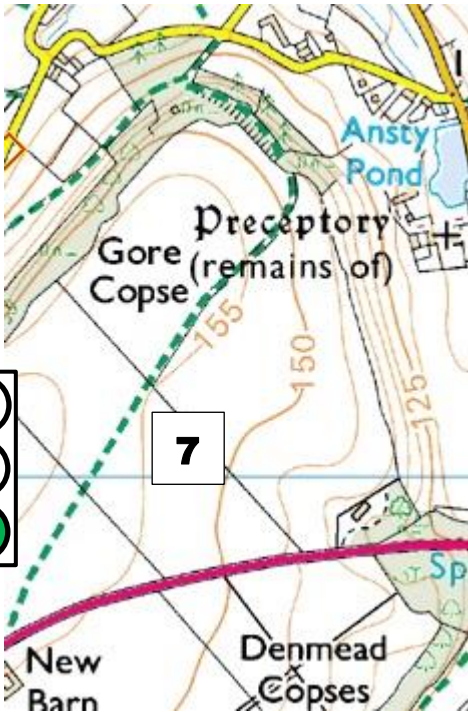 Ansty
Pond
Preceptory
(remains of)
Gore
Copse
155
150
125
7
Sp
New
Barn
Denmead
Copses